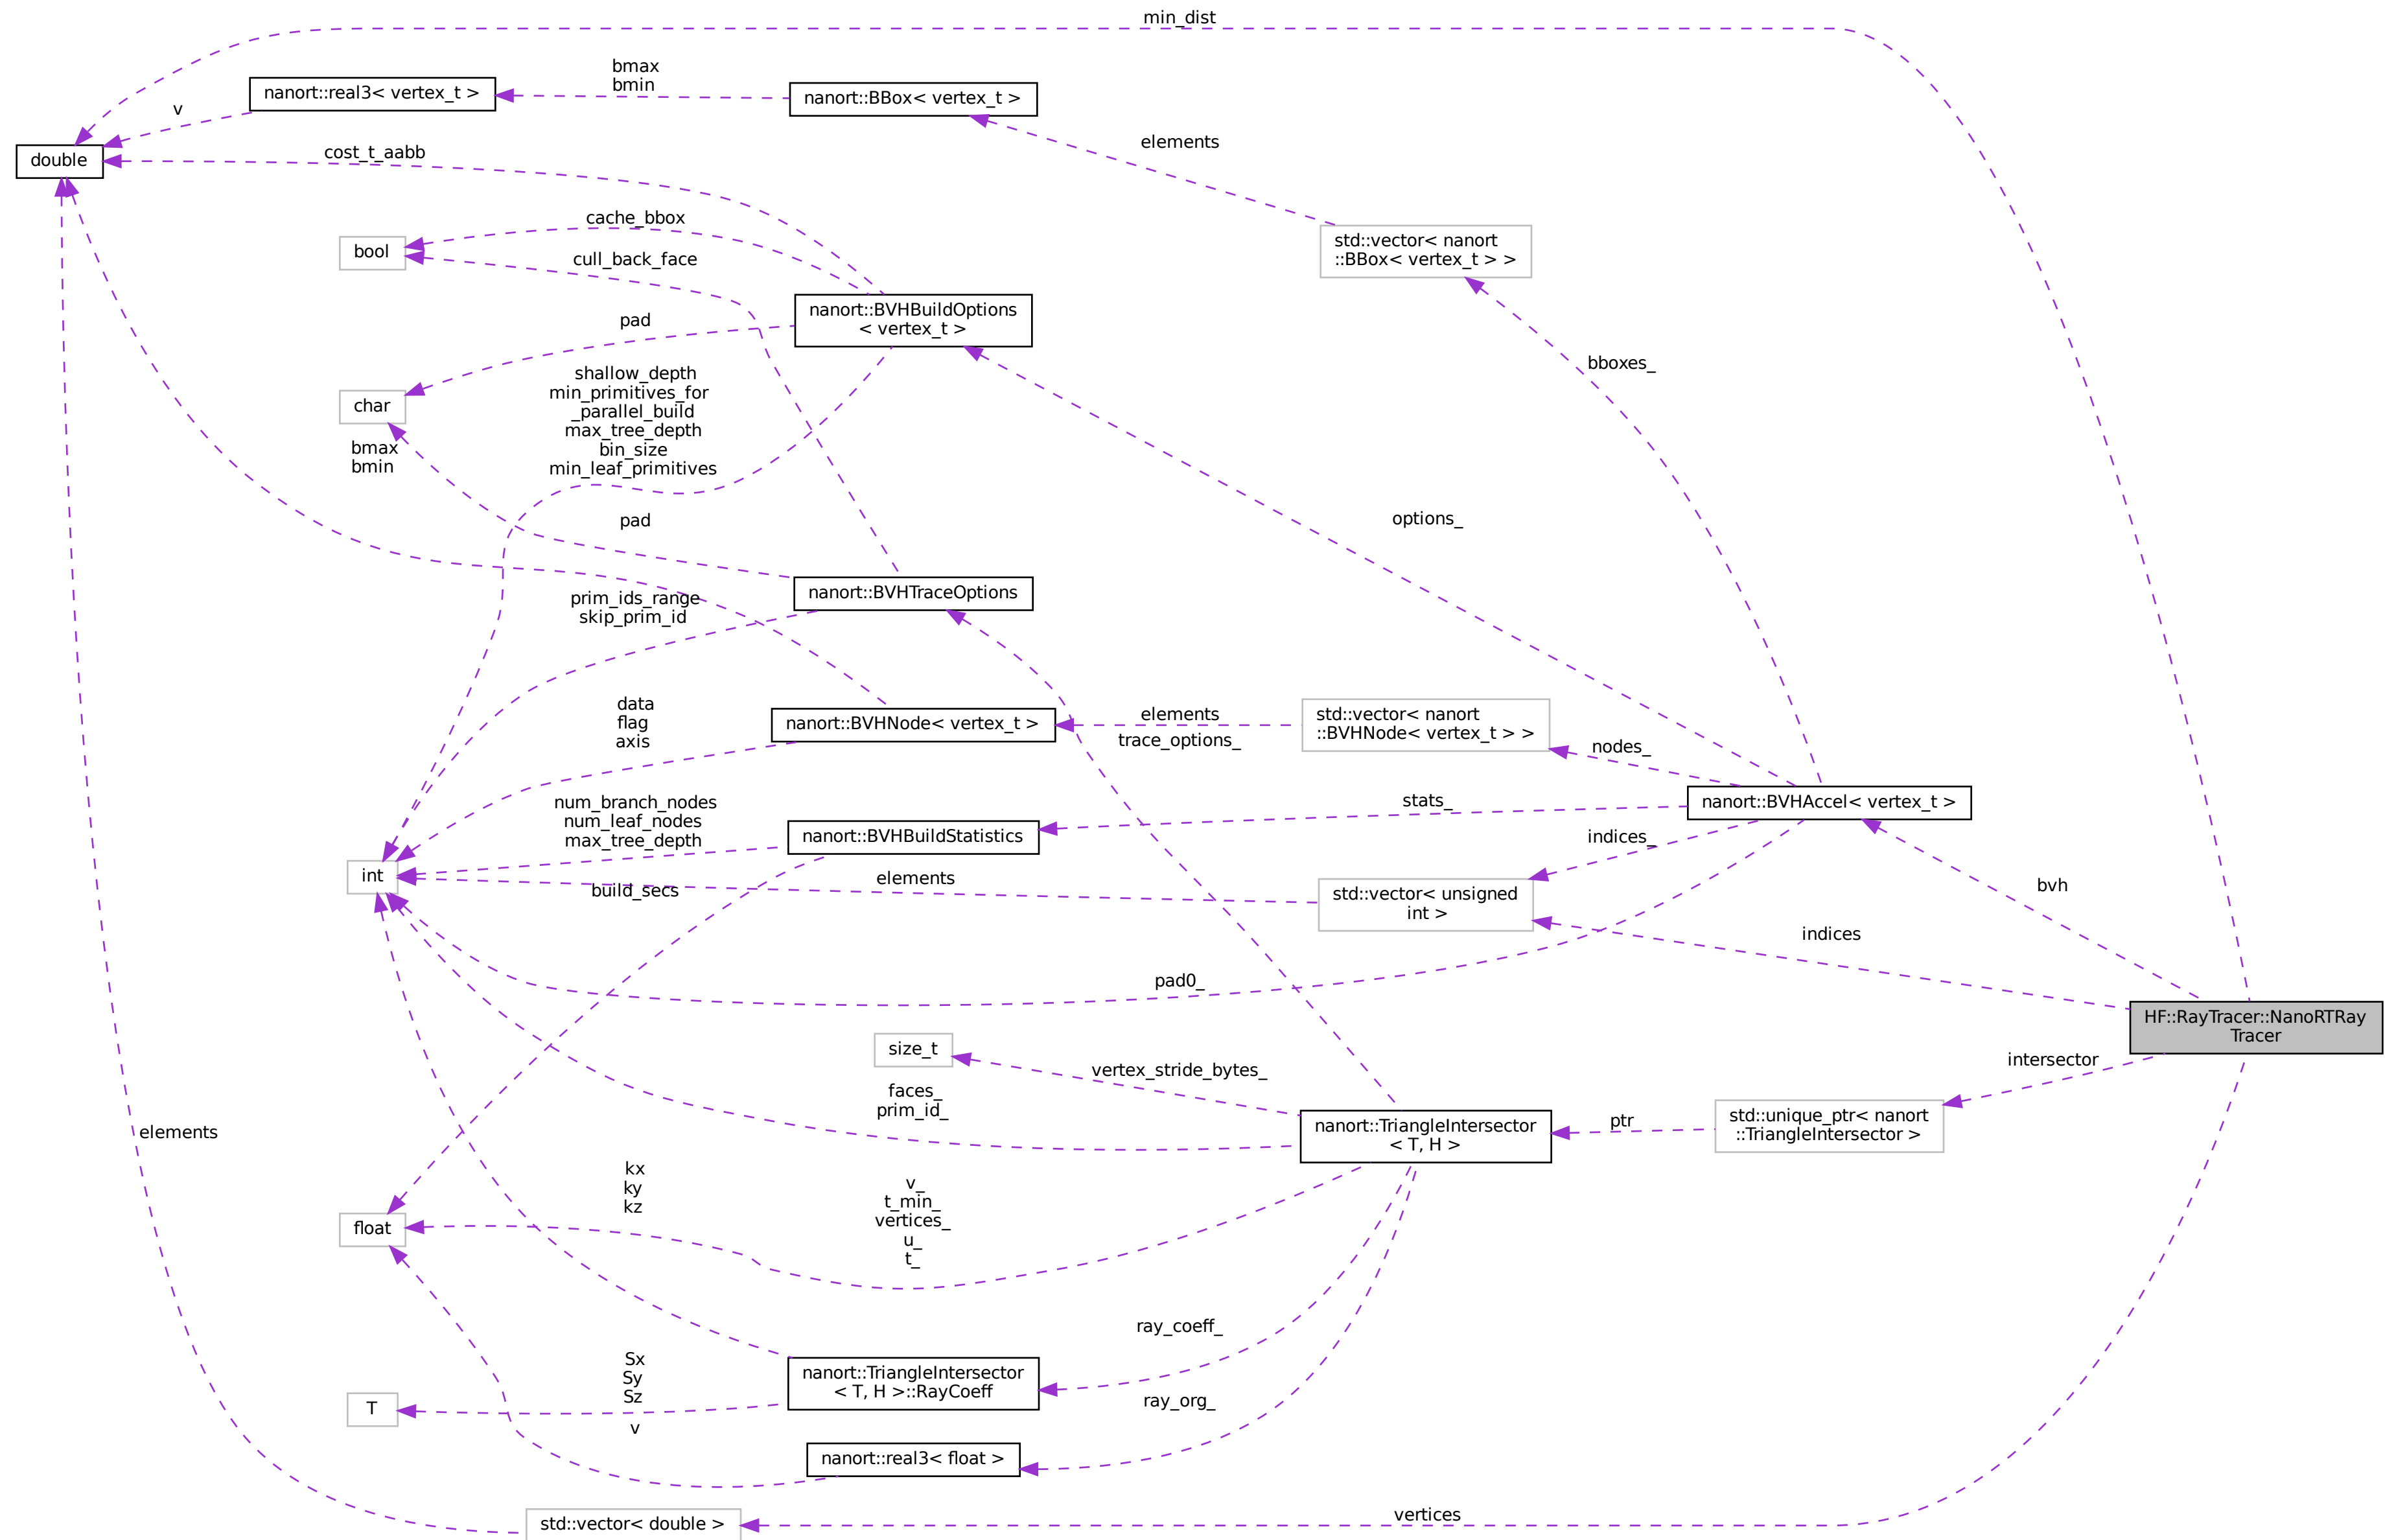 min_dist
bmax
bmin
nanort::real3< vertex_t >
nanort::BBox< vertex_t >
v
elements
double
cost_t_aabb
cache_bbox
std::vector< nanort
::BBox< vertex_t > >
bool
cull_back_face
nanort::BVHBuildOptions
< vertex_t >
pad
bboxes_
shallow_depth
min_primitives_for
_parallel_build
max_tree_depth
bin_size
min_leaf_primitives
char
bmax
bmin
options_
pad
nanort::BVHTraceOptions
prim_ids_range
skip_prim_id
data
flag
axis
nanort::BVHNode< vertex_t >
elements
trace_options_
std::vector< nanort
::BVHNode< vertex_t > >
nodes_
nanort::BVHAccel< vertex_t >
num_branch_nodes
num_leaf_nodes
max_tree_depth
nanort::BVHBuildStatistics
stats_
indices_
int
build_secs
elements
std::vector< unsigned
int >
bvh
indices
pad0_
HF::RayTracer::NanoRTRay
Tracer
size_t
vertex_stride_bytes_
intersector
faces_
prim_id_
nanort::TriangleIntersector
< T, H >
ptr
std::unique_ptr< nanort
::TriangleIntersector >
elements
kx
ky
kz
v_
t_min_
vertices_
u_
t_
float
ray_coeff_
Sx
Sy
Sz
nanort::TriangleIntersector
< T, H >::RayCoeff
T
ray_org_
v
nanort::real3< float >
std::vector< double >
vertices